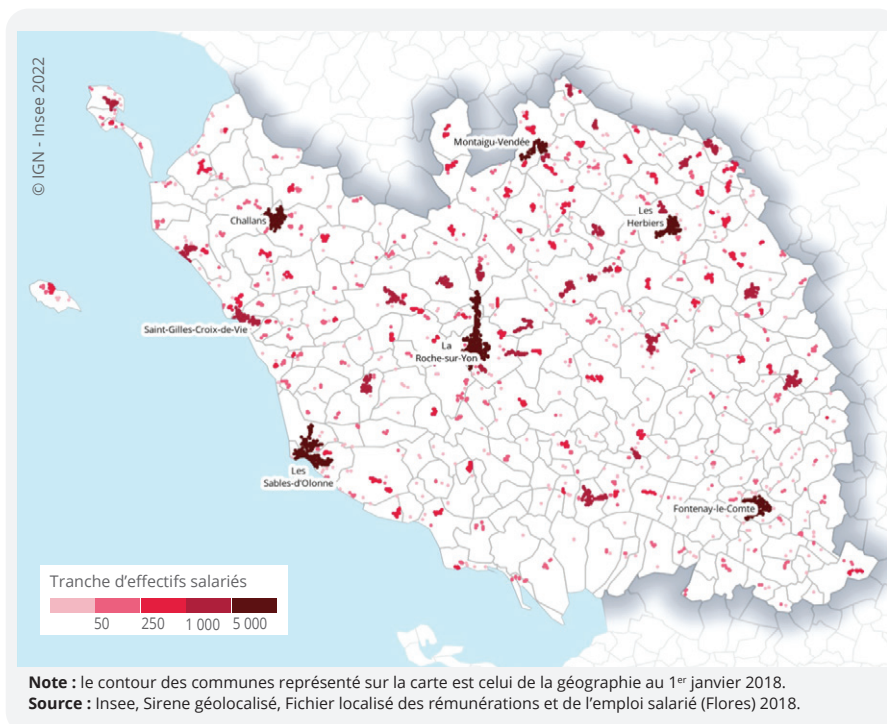 © IGN - Insee 2022
Montaigu-Vendée
Challans
Les
Herbiers
Saint-Gilles-Croix-de-Vie
La
Roche-sur-Yon
Les
Sables-d'Olonne
Fontenay-le-Comte
Tranche d'effectifs salariés
50 250 1 000 5 000
Note : le contour des communes représenté sur la carte est celui de la géographie au 1er janvier 2018.
Source : Insee, Sirene géolocalisé, Fichier localisé des rémunérations et de l'emploi salarié (Flores) 2018.